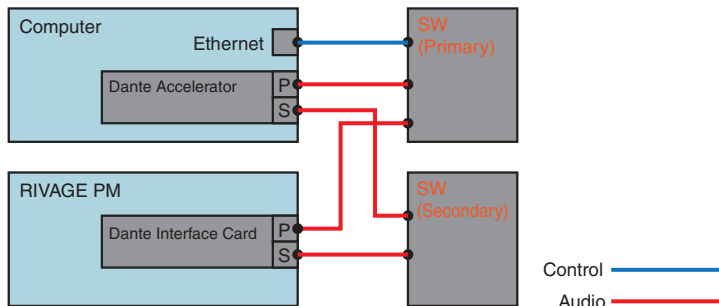 Computer
SW
(Primary)
Ethernet
Dante Accelerator
P
S
RIVAGE PM
SW
(Secondary)
Dante Interface Card
P
S
Control
Audio